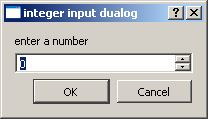 integer input dualog
enter a number
0
OK
Cancel